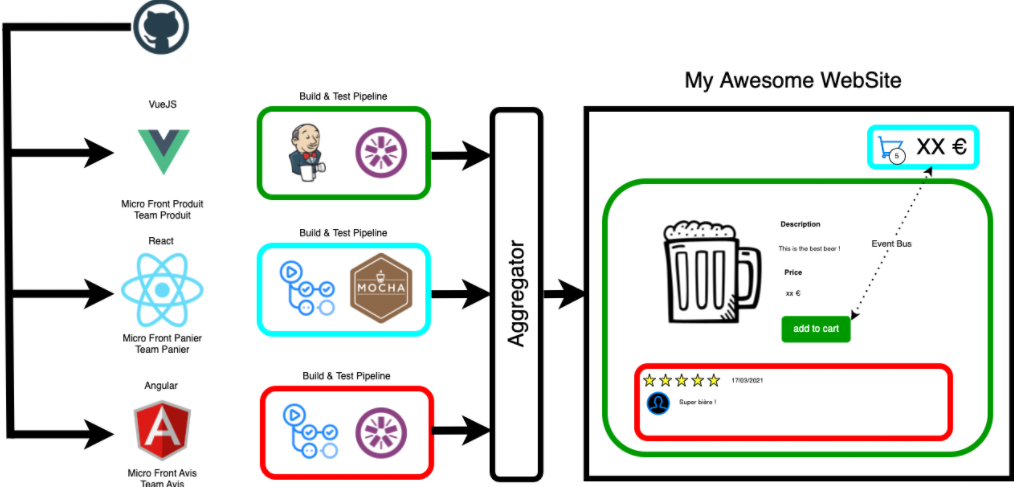 My Awesome WebSite
VueJS
Micro Front Produit
Team Produit
Build & Test Pipeline
React
Micro Front Panier
Team Panier
Build & Test Pipeline
MOCHA
Angular
A
Micro Front Avis
Team Avis
Build & Test Pipeline
Aggregator
5
XX €
Event Bus
Description
This is the best beer !
Price
xx €
add to cart
17/03/2021
Super bière !